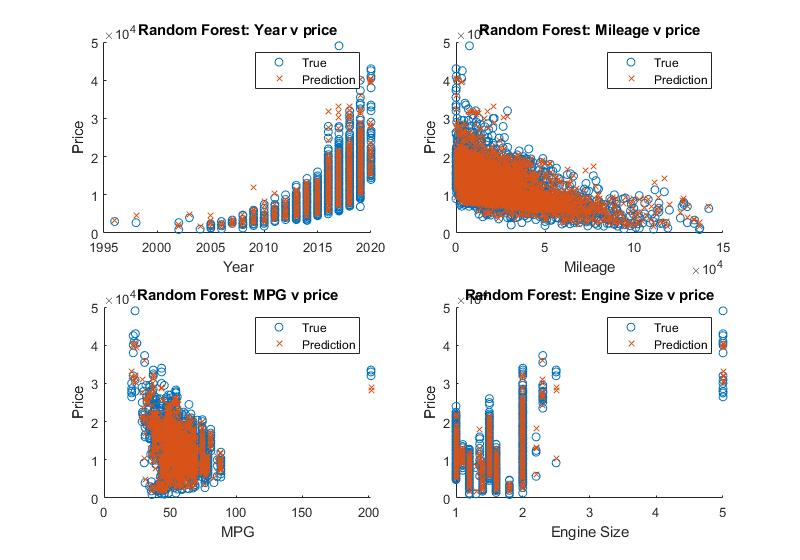 Random Forest: Year v price
× 10^4
True
Prediction
5
4
3
2
1
0
Price
1995 2000 2005 2010 2015 2020
Year
Random Forest: Mileage v price
True
Prediction
5
4
3
2
1
0
Price
0 5 10 15
Mileage
× 10^4
Random Forest: MPG v price
× 10^4
True
Prediction
5
4
3
2
1
0
Price
0 50 100 150 200
MPG
Random Forest: Engine Size v price
True
Prediction
5
4
3
2
1
0
Price
1 2 3 4 5
Engine Size